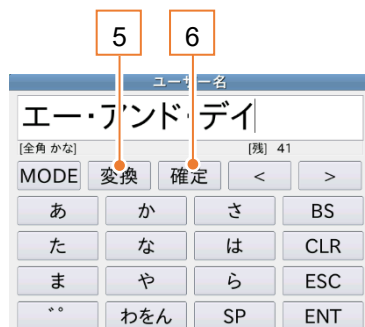 5 6
ユーザー名
エー・アンド・デイ
[全角 かな] [残] 41
MODE 変換 確定 < >
あ か さ BS
た な は CLR
ま や ら ESC
゛゜ わをん SP ENT